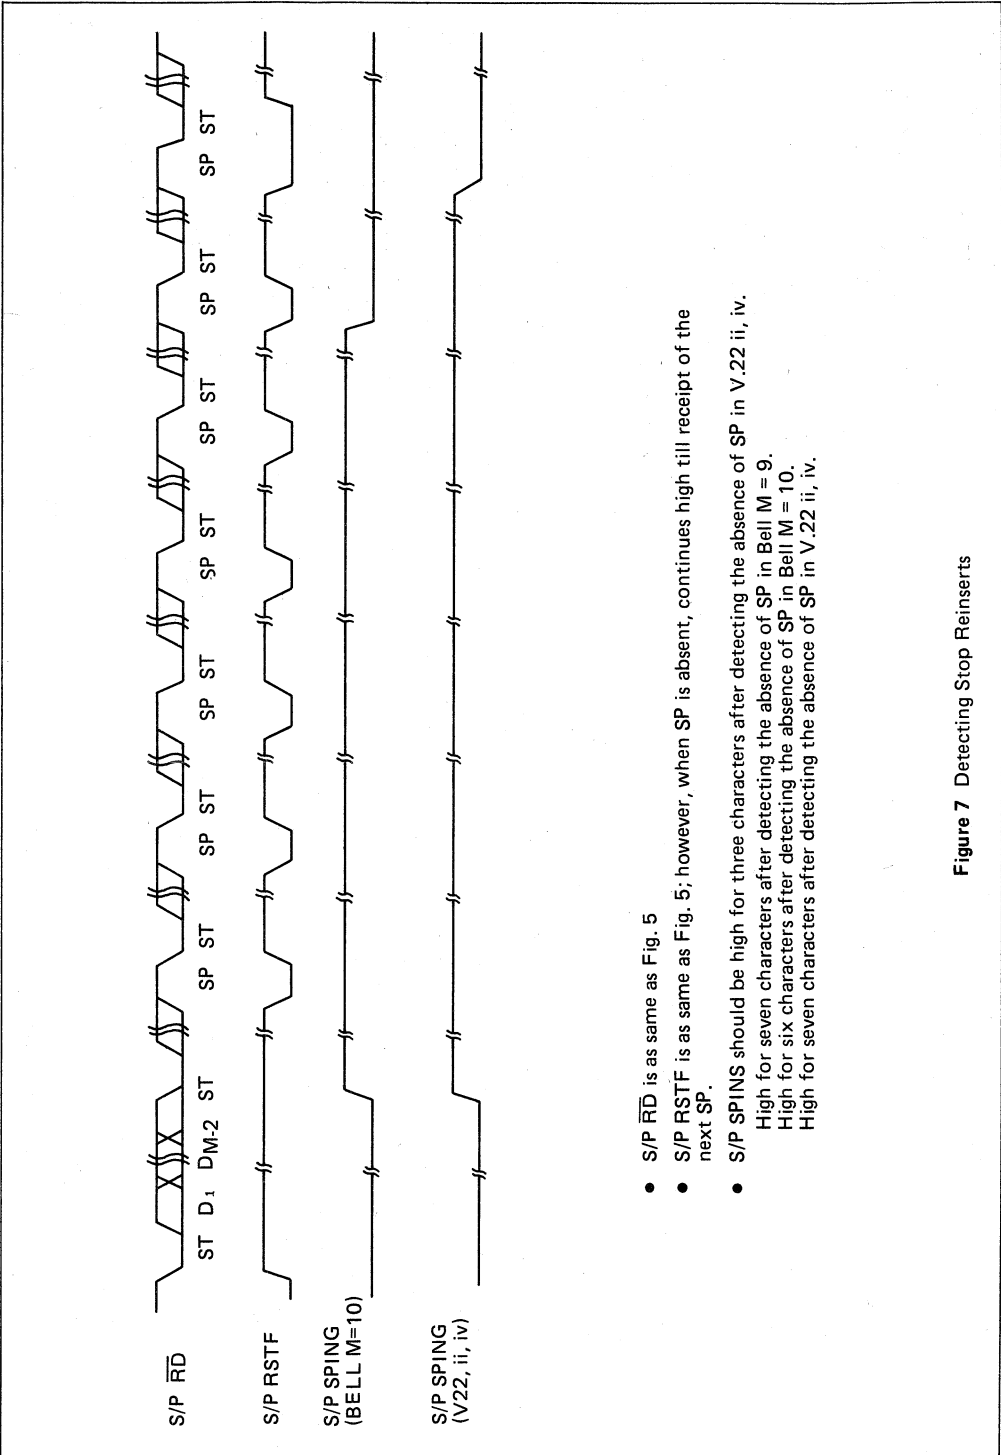 S/P RD
ST D1 DM-2 ST SP ST SP ST SP ST SP ST SP ST SP ST SP ST
S/P RSTF
S/P SPING
(BELL M=10)
S/P SPING
(V22, ii, iv)
● S/P RD is as same as Fig. 5
● S/P RSTF is as same as Fig. 5; however, when SP is absent, continues high till receipt of the
next SP.
● S/P SPINS should be high for three characters after detecting the absence of SP in V.22 ii, iv.
High for seven characters after detecting the absence of SP in Bell M = 9.
High for six characters after detecting the absence of SP in Bell M = 10.
High for seven characters after detecting the absence of SP in V.22 ii, iv.
Figure 7 Detecting Stop Reinserts